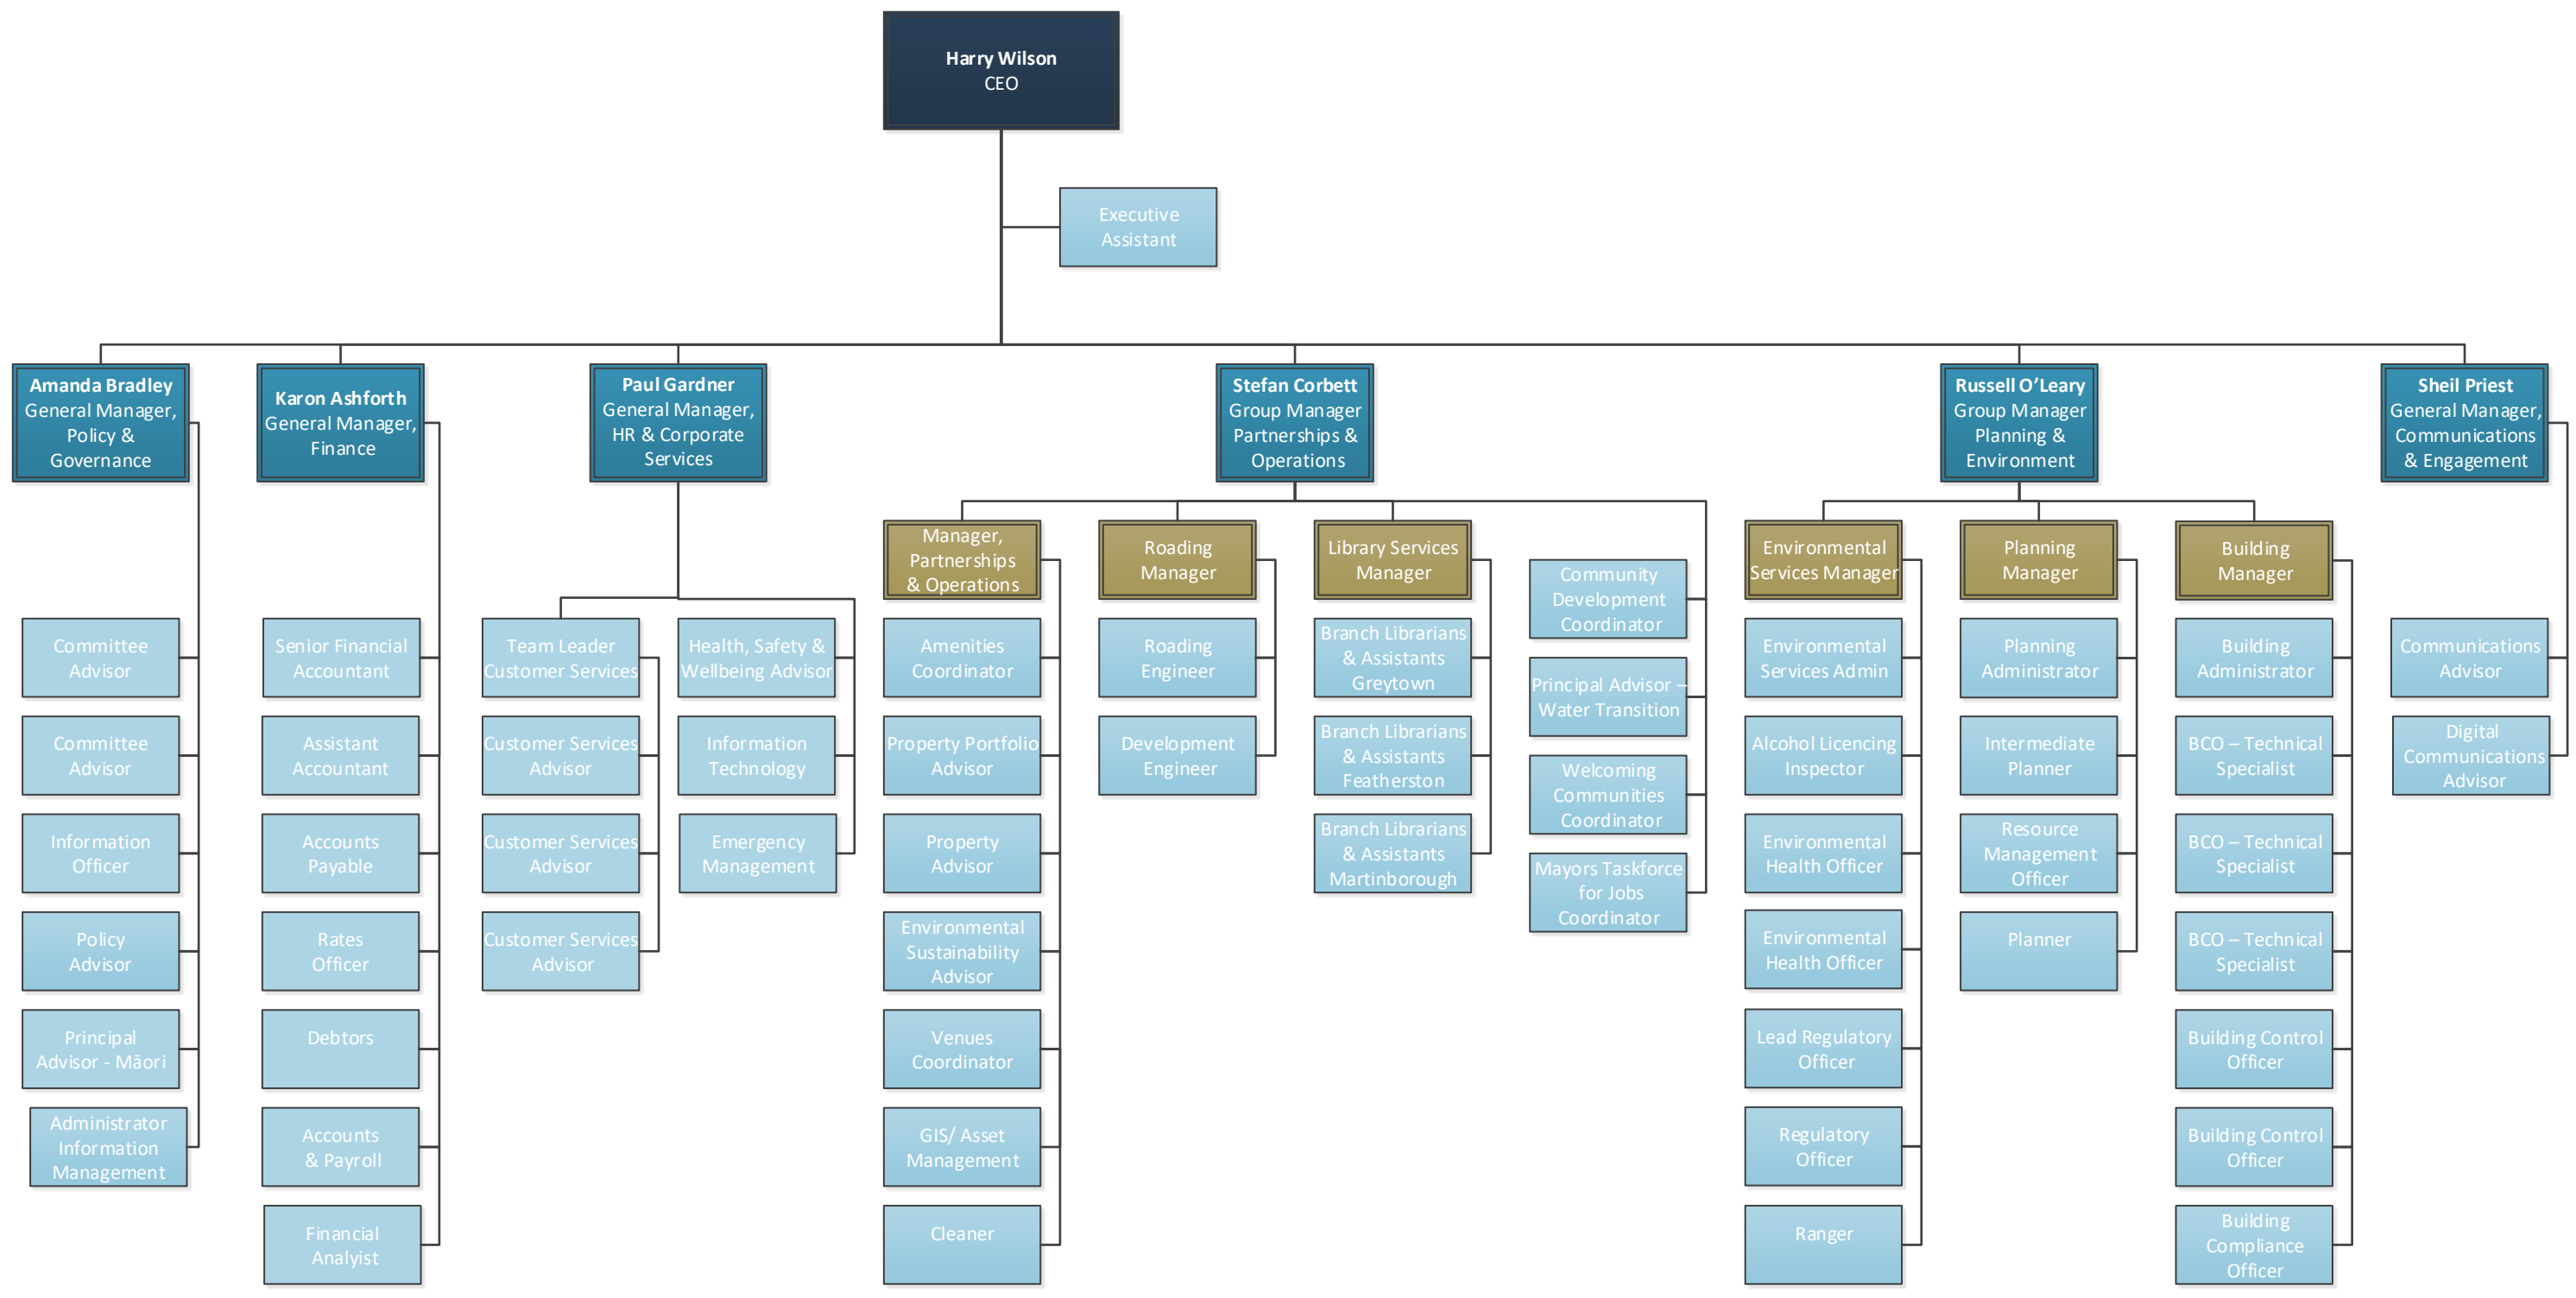 Harry Wilson
CEO
Executive
Assistant
Amanda Bradley
General Manager,
Policy &
Governance
Karon Ashforth
General Manager,
Finance
Paul Gardner
General Manager,
HR & Corporate
Services
Stefan Corbett
Group Manager
Partnerships &
Operations
Russell O’Leary
Group Manager
Planning &
Environment
Sheil Priest
General Manager,
Communications
& Engagement
Committee
Advisor
Committee
Advisor
Information
Officer
Policy
Advisor
Principal
Advisor - Māori
Administrator
Information
Management
Senior Financial
Accountant
Assistant
Accountant
Accounts
Payable
Rates
Officer
Debtors
Accounts
& Payroll
Financial
Analyist
Team Leader
Customer Services
Customer Services
Advisor
Customer Services
Advisor
Customer Services
Advisor
Health, Safety &
Wellbeing Advisor
Information
Technology
Emergency
Management
Manager,
Partnerships
& Operations
Amenities
Coordinator
Property Portfolio
Advisor
Property
Advisor
Environmental
Sustainability
Advisor
Venues
Coordinator
GIS/ Asset
Management
Cleaner
Roading
Manager
Roading
Engineer
Development
Engineer
Library Services
Manager
Branch Librarians
& Assistants
Greytown
Branch Librarians
& Assistants
Featherston
Branch Librarians
& Assistants
Martinborough
Community
Development
Coordinator
Principal Advisor –
Water Transition
Welcoming
Communities
Coordinator
Mayors Taskforce
for Jobs
Coordinator
Environmental
Services Manager
Environmental
Services Admin
Alcohol Licencing
Inspector
Environmental
Health Officer
Environmental
Health Officer
Lead Regulatory
Officer
Regulatory
Officer
Ranger
Planning
Manager
Planning
Administrator
Intermediate
Planner
Resource
Management
Officer
Planner
Building
Manager
Building
Administrator
BCO – Technical
Specialist
BCO – Technical
Specialist
BCO – Technical
Specialist
Building Control
Officer
Building Control
Officer
Building
Compliance
Officer
Communications
Advisor
Digital
Communications
Advisor